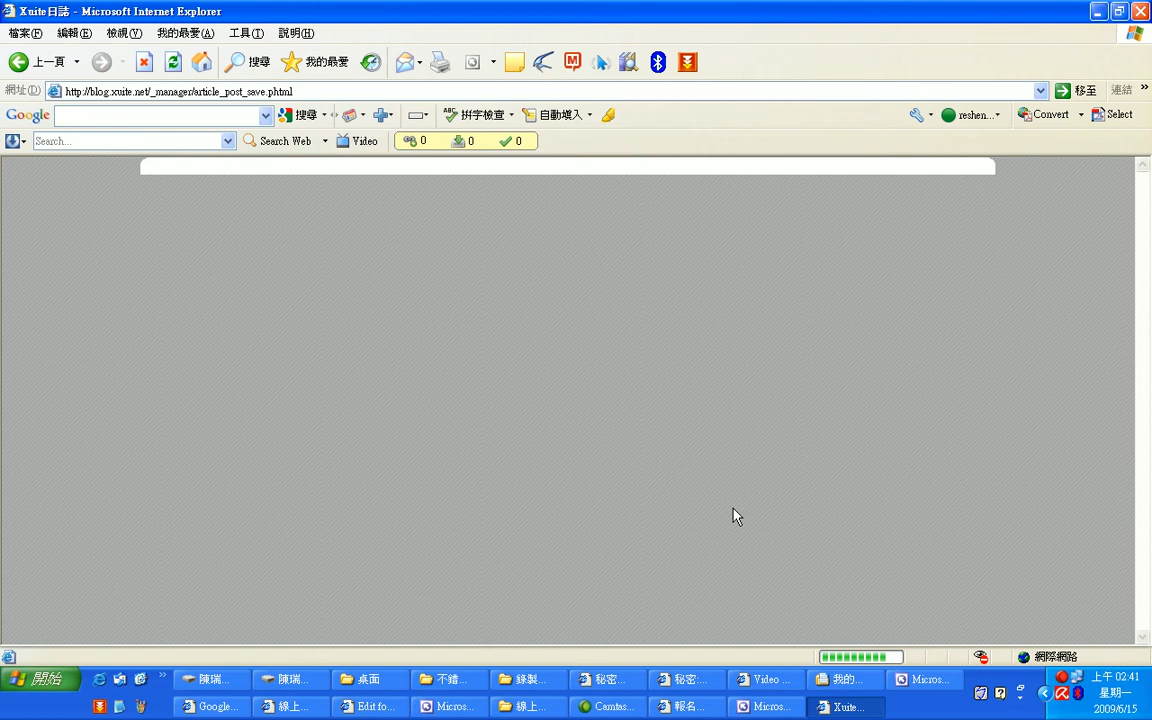 Xuite日誌 - Microsoft Internet Explorer
檔案(F) 編輯(E) 檢視(V) 我的最愛(A) 工具(T) 說明(H)
上一頁 搜尋 我的最愛
網址(D) http://blog.xuite.net/_manager/article_post_save.phtml 移至 連結 »
Google 搜尋 拼字檢查 自動填入 reshen... Convert Select
Search... Search Web Video 0 0 0
網際網路
開始 陳瑞... 陳瑞... 桌面 不錯... 錄製... 秘密... 秘密:... Video ... 我的... Micros... 上午 02:41
星期一
Google... 線上... Edit fo... Micros... 線上... Camtas... 報名... Micros... Xuite... 2009/6/15